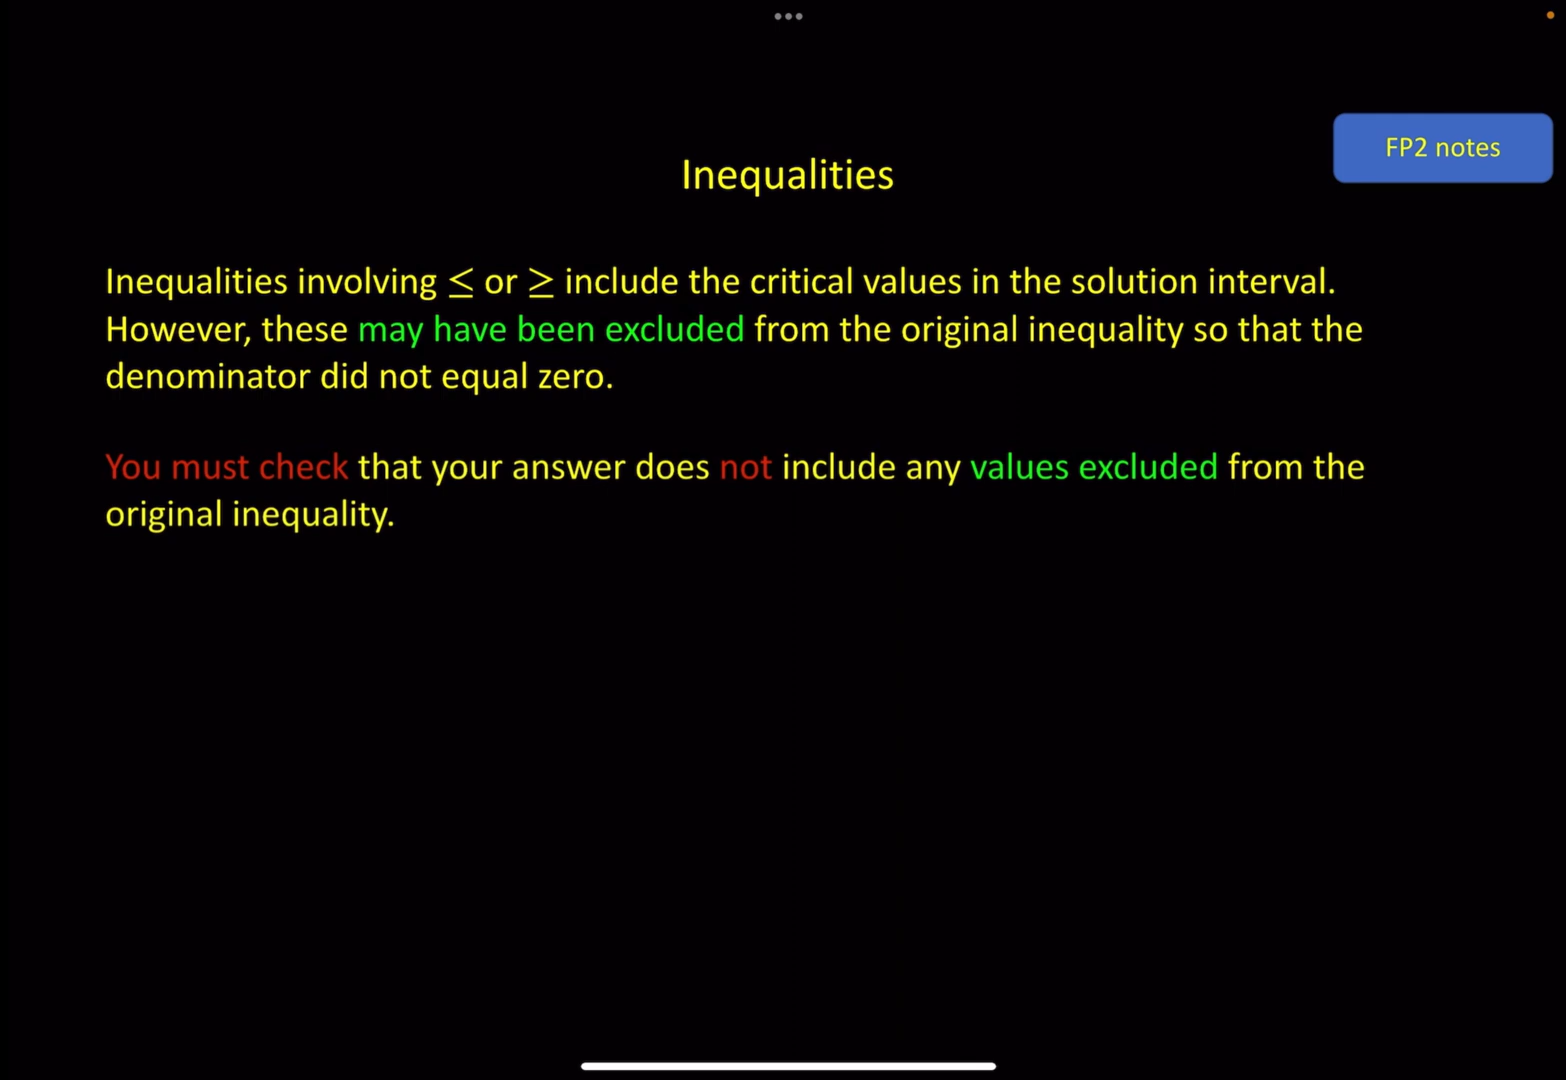 FP2 notes
Inequalities
Inequalities involving ≤ or ≥ include the critical values in the solution interval.
However, these may have been excluded from the original inequality so that the
denominator did not equal zero.
You must check that your answer does not include any values excluded from the
original inequality.